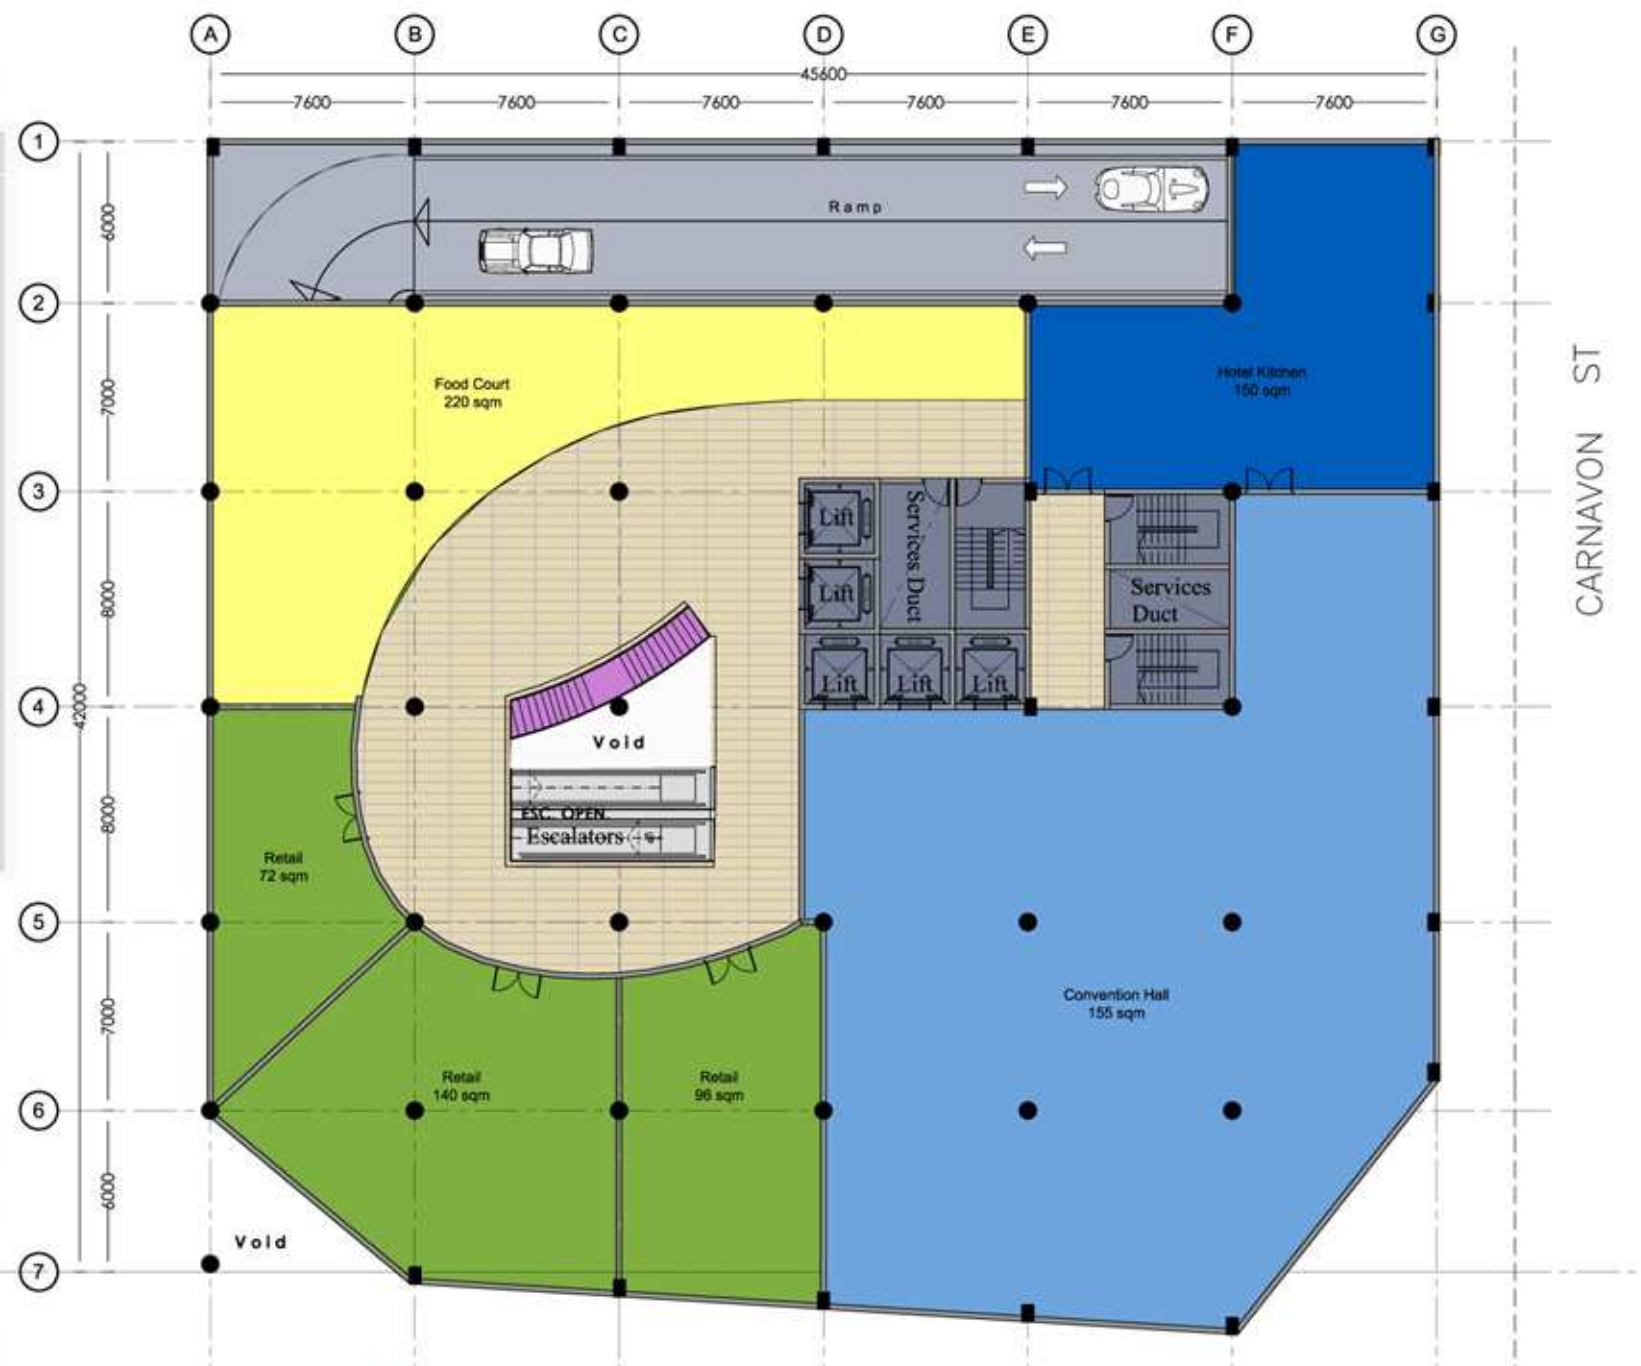 A B C D E F G
45600
7600 7600 7600 7600 7600 7600
1
6000
Ramp
2
7000
Food Court
220 sqm
Hotel Kitchen
150 sqm
CARNAVON ST
3
Lift
Services Duct
8000
Lift
Services
Duct
Lift Lift Lift
4
42000
Void
8000
ESC. OPEN.
Escalators
Retail
72 sqm
5
Convention Hall
155 sqm
7000
Retail
140 sqm
Retail
96 sqm
6
6000
Void
7